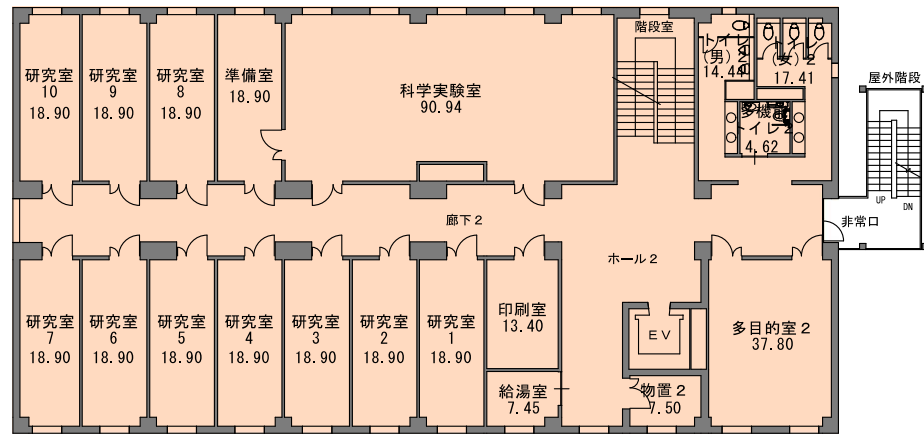 研究室
10
18.90
研究室
9
18.90
研究室
8
18.90
準備室
18.90
科学実験室
90.94
階段室
トイレ
(男)2
14.44
トイレ
(女)2
17.41
多機能
トイレ2
4.62
屋外階段
UP
DN
非常口
廊下2
ホール2
研究室
7
18.90
研究室
6
18.90
研究室
5
18.90
研究室
4
18.90
研究室
3
18.90
研究室
2
18.90
研究室
1
18.90
印刷室
13.40
給湯室
7.45
EV
物置2
7.50
多目的室2
37.80